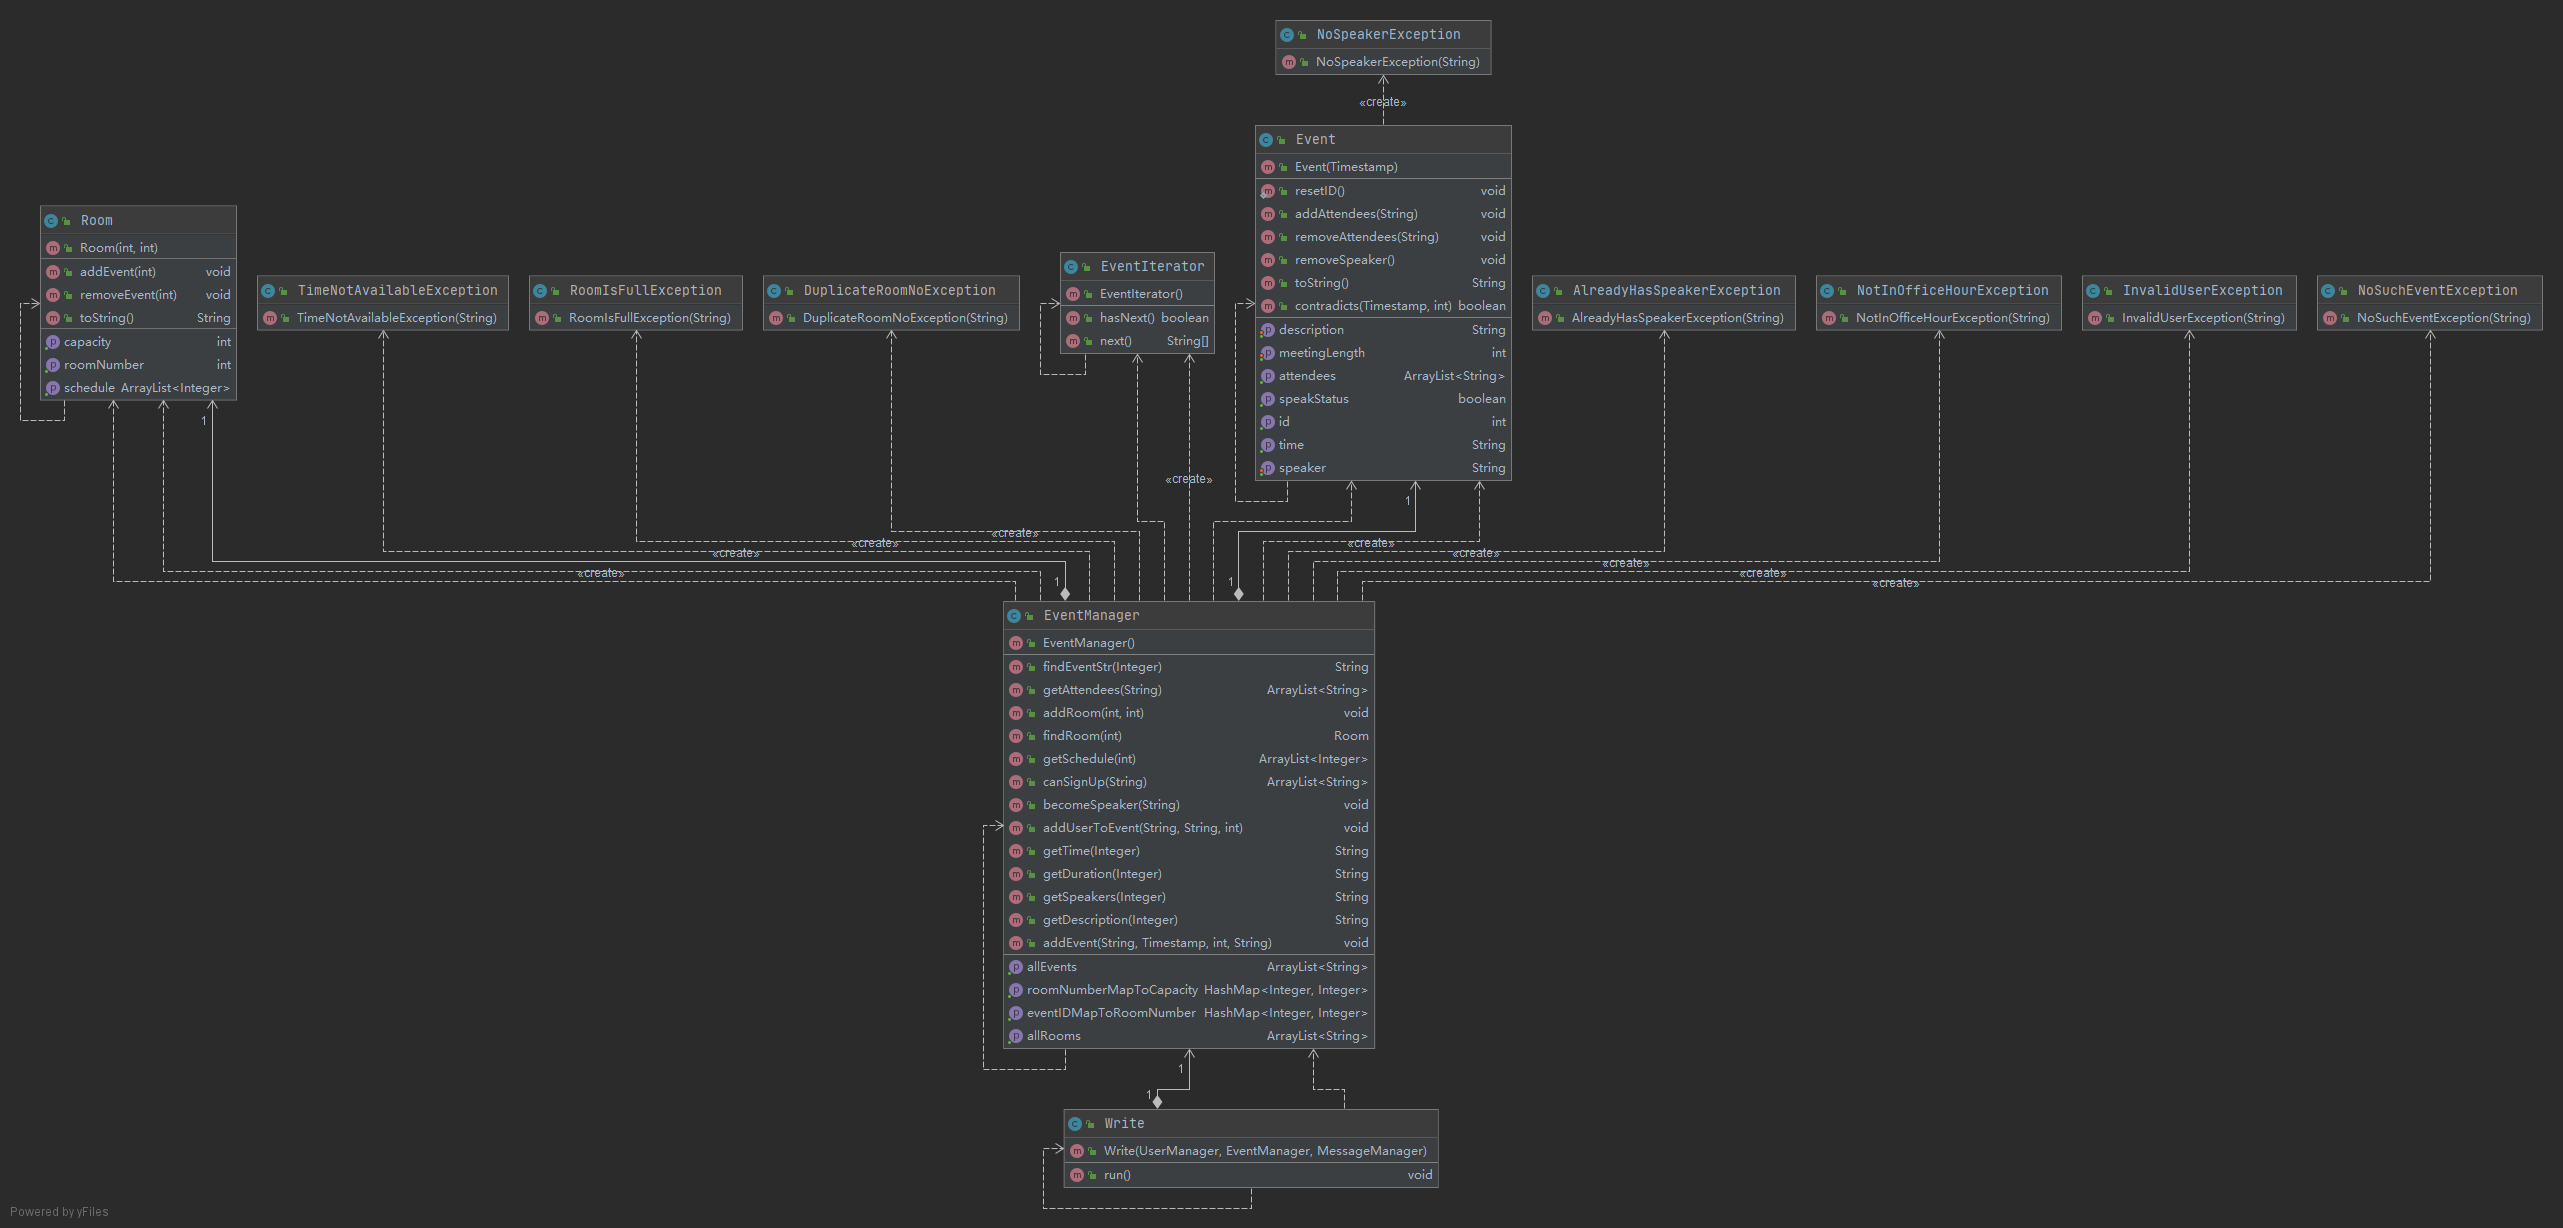 NoSpeakerException
NoSpeakerException(String)
«create»
Event
Event(Timestamp)
resetID() void
addAttendees(String) void
removeAttendees(String) void
removeSpeaker() void
toString() String
contradicts(Timestamp, int) boolean
description String
meetingLength int
attendees ArrayList<String>
speakStatus boolean
id int
time String
speaker String
Room
Room(int, int)
addEvent(int) void
removeEvent(int) void
toString() String
capacity int
roomNumber int
schedule ArrayList<Integer>
TimeNotAvailableException
TimeNotAvailableException(String)
RoomIsFullException
RoomIsFullException(String)
DuplicateRoomNoException
DuplicateRoomNoException(String)
EventIterator
EventIterator()
hasNext() boolean
next() String[]
AlreadyHasSpeakerException
AlreadyHasSpeakerException(String)
NotInOfficeHourException
NotInOfficeHourException(String)
InvalidUserException
InvalidUserException(String)
NoSuchEventException
NoSuchEventException(String)
1
«create»
1
«create»
«create»
«create»
«create»
«create»
«create»
«create»
«create»
«create»
1
1
EventManager
EventManager()
findEventStr(Integer) String
getAttendees(String) ArrayList<String>
addRoom(int, int) void
findRoom(int) Room
getSchedule(int) ArrayList<Integer>
canSignUp(String) ArrayList<String>
becomeSpeaker(String) void
addUserToEvent(String, String, int) void
getTime(Integer) String
getDuration(Integer) String
getSpeakers(Integer) String
getDescription(Integer) String
addEvent(String, Timestamp, int, String) void
allEvents ArrayList<String>
roomNumberMapToCapacity HashMap<Integer, Integer>
eventIDMapToRoomNumber HashMap<Integer, Integer>
allRooms ArrayList<String>
1
1
Write
Write(UserManager, EventManager, MessageManager)
run() void
Powered by yFiles